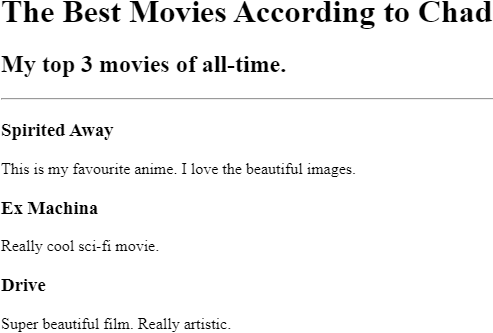 The Best Movies According to Chad
My top 3 movies of all-time.
Spirited Away
This is my favourite anime. I love the beautiful images.
Ex Machina
Really cool sci-fi movie.
Drive
Super beautiful film. Really artistic.